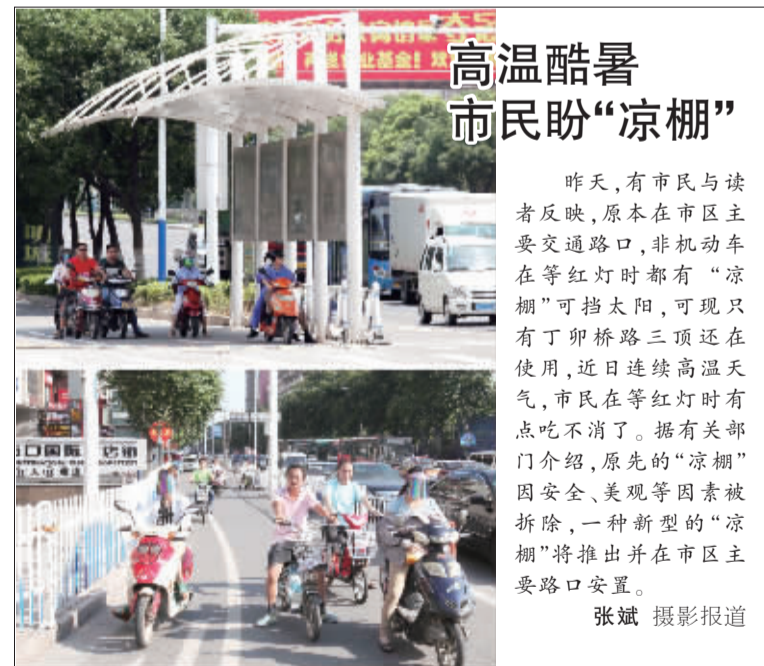 高温酷暑
市民盼“凉棚”
昨天,有市民与读
者反映,原本在市区主
要交通路口,非机动车
在等红灯时都有“凉
棚”可挡太阳,可现只
有丁卯桥路三顶还在
使用,近日连续高温天
气,市民在等红灯时有
点吃不消了。据有关部
门介绍,原先的“凉棚”
因安全、美观等因素被
拆除,一种新型的“凉
棚”将推出并在市区主
要路口安置。
张斌 摄影报道
业基金!
口国际